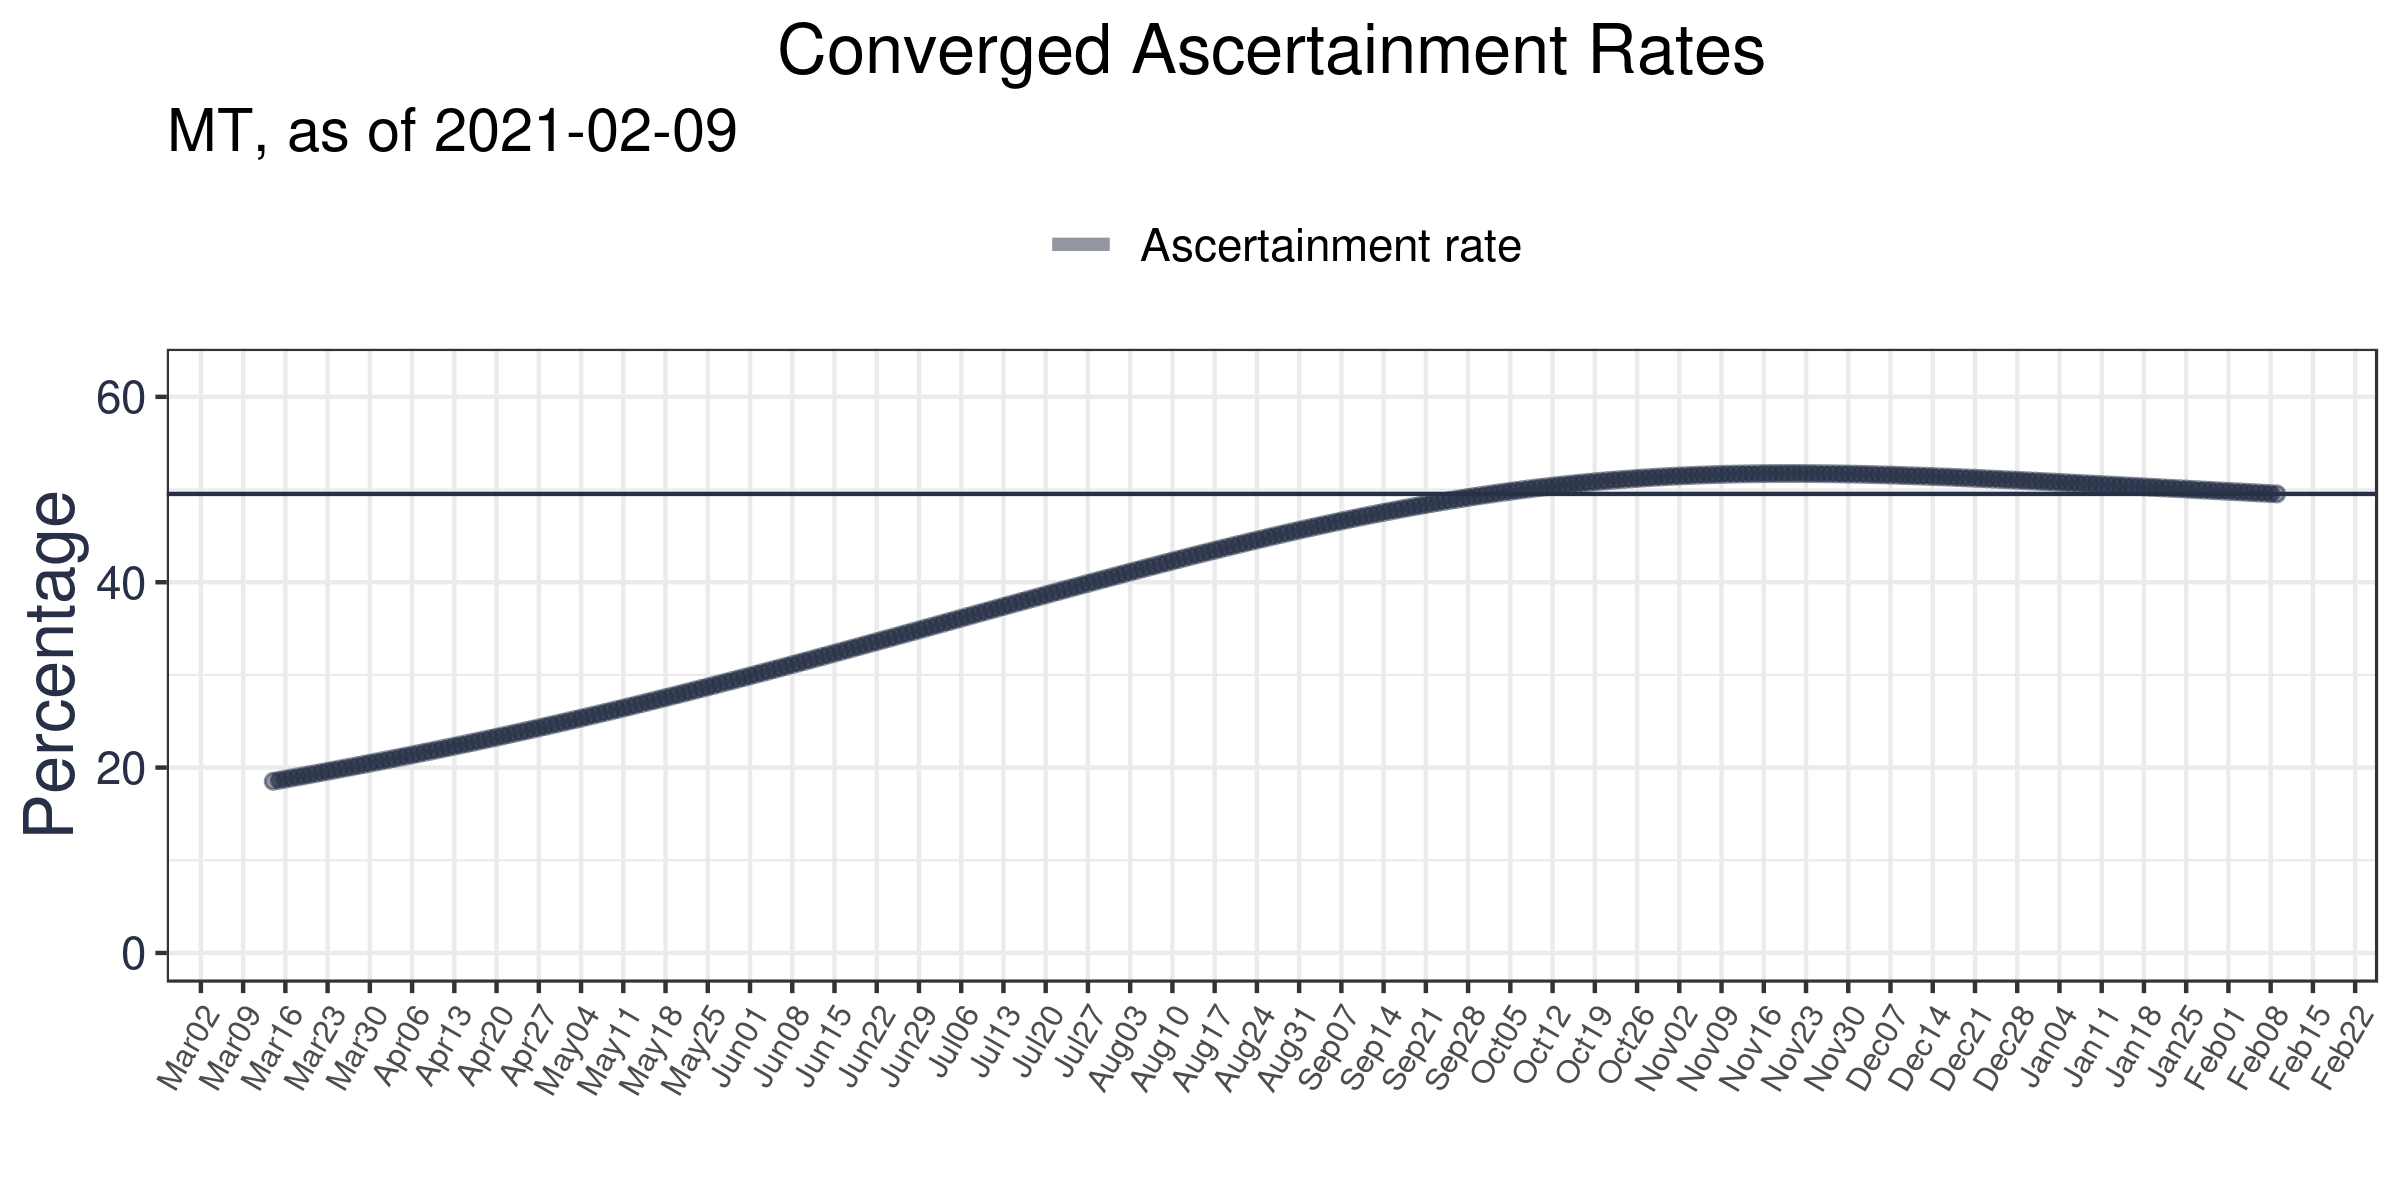 Converged Ascertainment Rates
MT, as of 2021-02-09
Ascertainment rate
Percentage
60
40
20
0
Mar02 Mar09 Mar16 Mar23 Mar30 Apr06 Apr13 Apr20 Apr27 May04 May11 May18 May25 Jun01 Jun08 Jun15 Jun22 Jun29 Jul06 Jul13 Jul20 Jul27 Aug03 Aug10 Aug17 Aug24 Aug31 Sep07 Sep14 Sep21 Sep28 Oct05 Oct12 Oct19 Oct26 Nov02 Nov09 Nov16 Nov23 Nov30 Dec07 Dec14 Dec21 Dec28 Jan04 Jan11 Jan18 Jan25 Feb01 Feb08 Feb15 Feb22